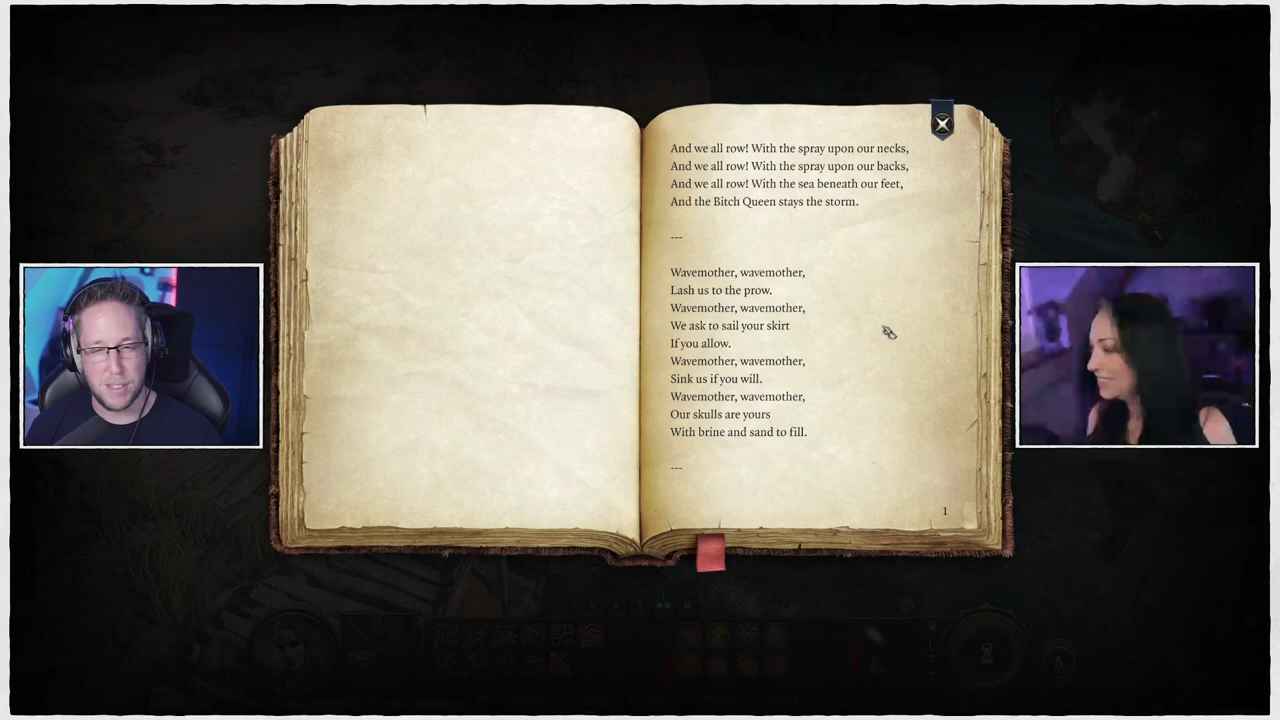 And we all row! With the spray upon our necks,
And we all row! With the spray upon our backs,
And we all row! With the sea beneath our feet,
And the Bitch Queen stays the storm.
---
Wavemother, wavemother,
Lash us to the prow.
Wavemother, wavemother,
We ask to sail your skirt
If you allow.
Wavemother, wavemother,
Sink us if you will.
Wavemother, wavemother,
Our skulls are yours
With brine and sand to fill.
---
1